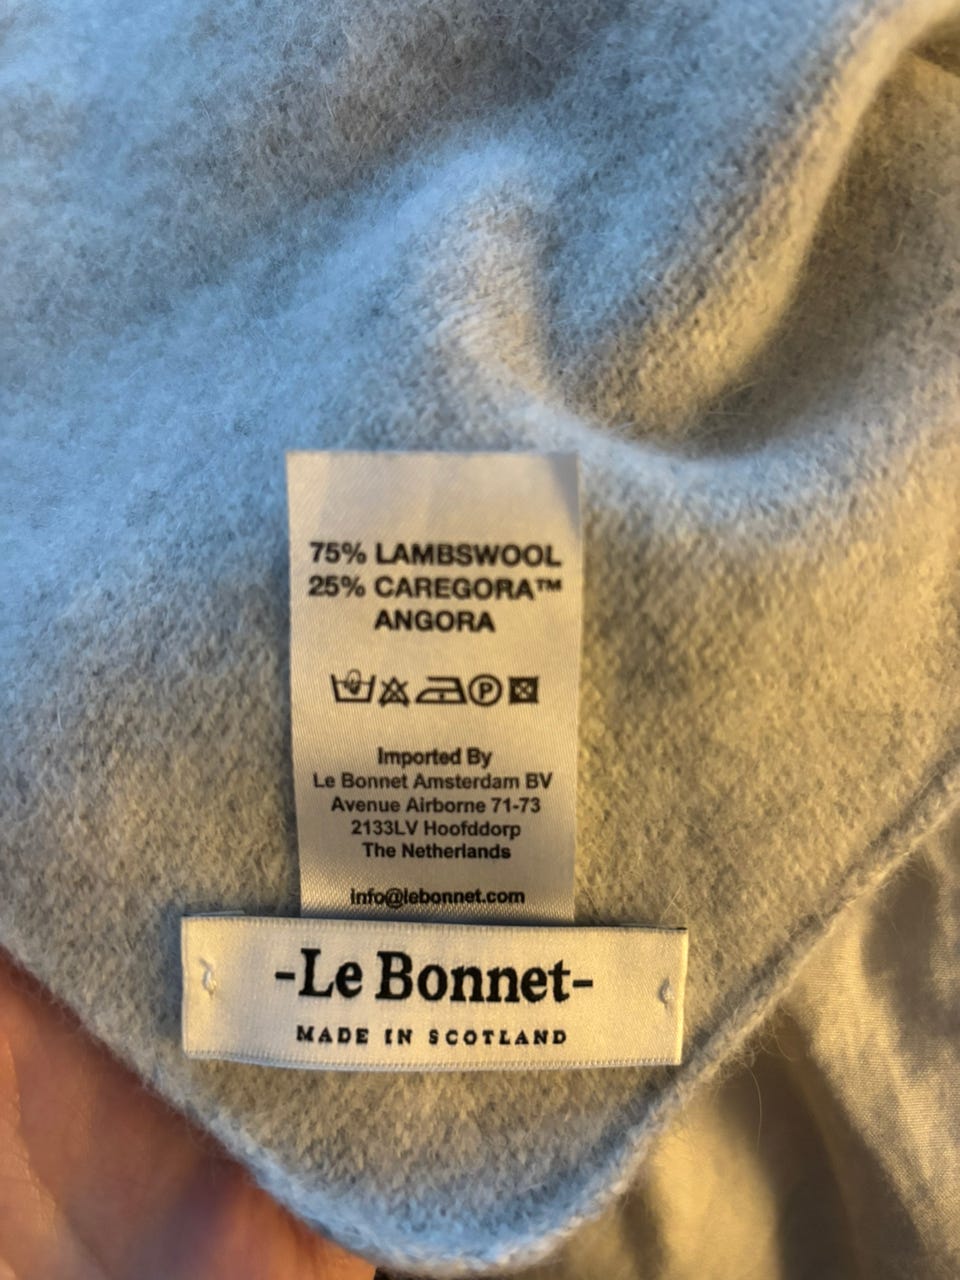 75% LAMBSWOOL
25% CAREGORA™
ANGORA
P
Imported By
Le Bonnet Amsterdam BV
Avenue Airborne 71-73
2133LV Hoofddorp
The Netherlands
info@lebonnet.com
-Le Bonnet-
MADE IN SCOTLAND